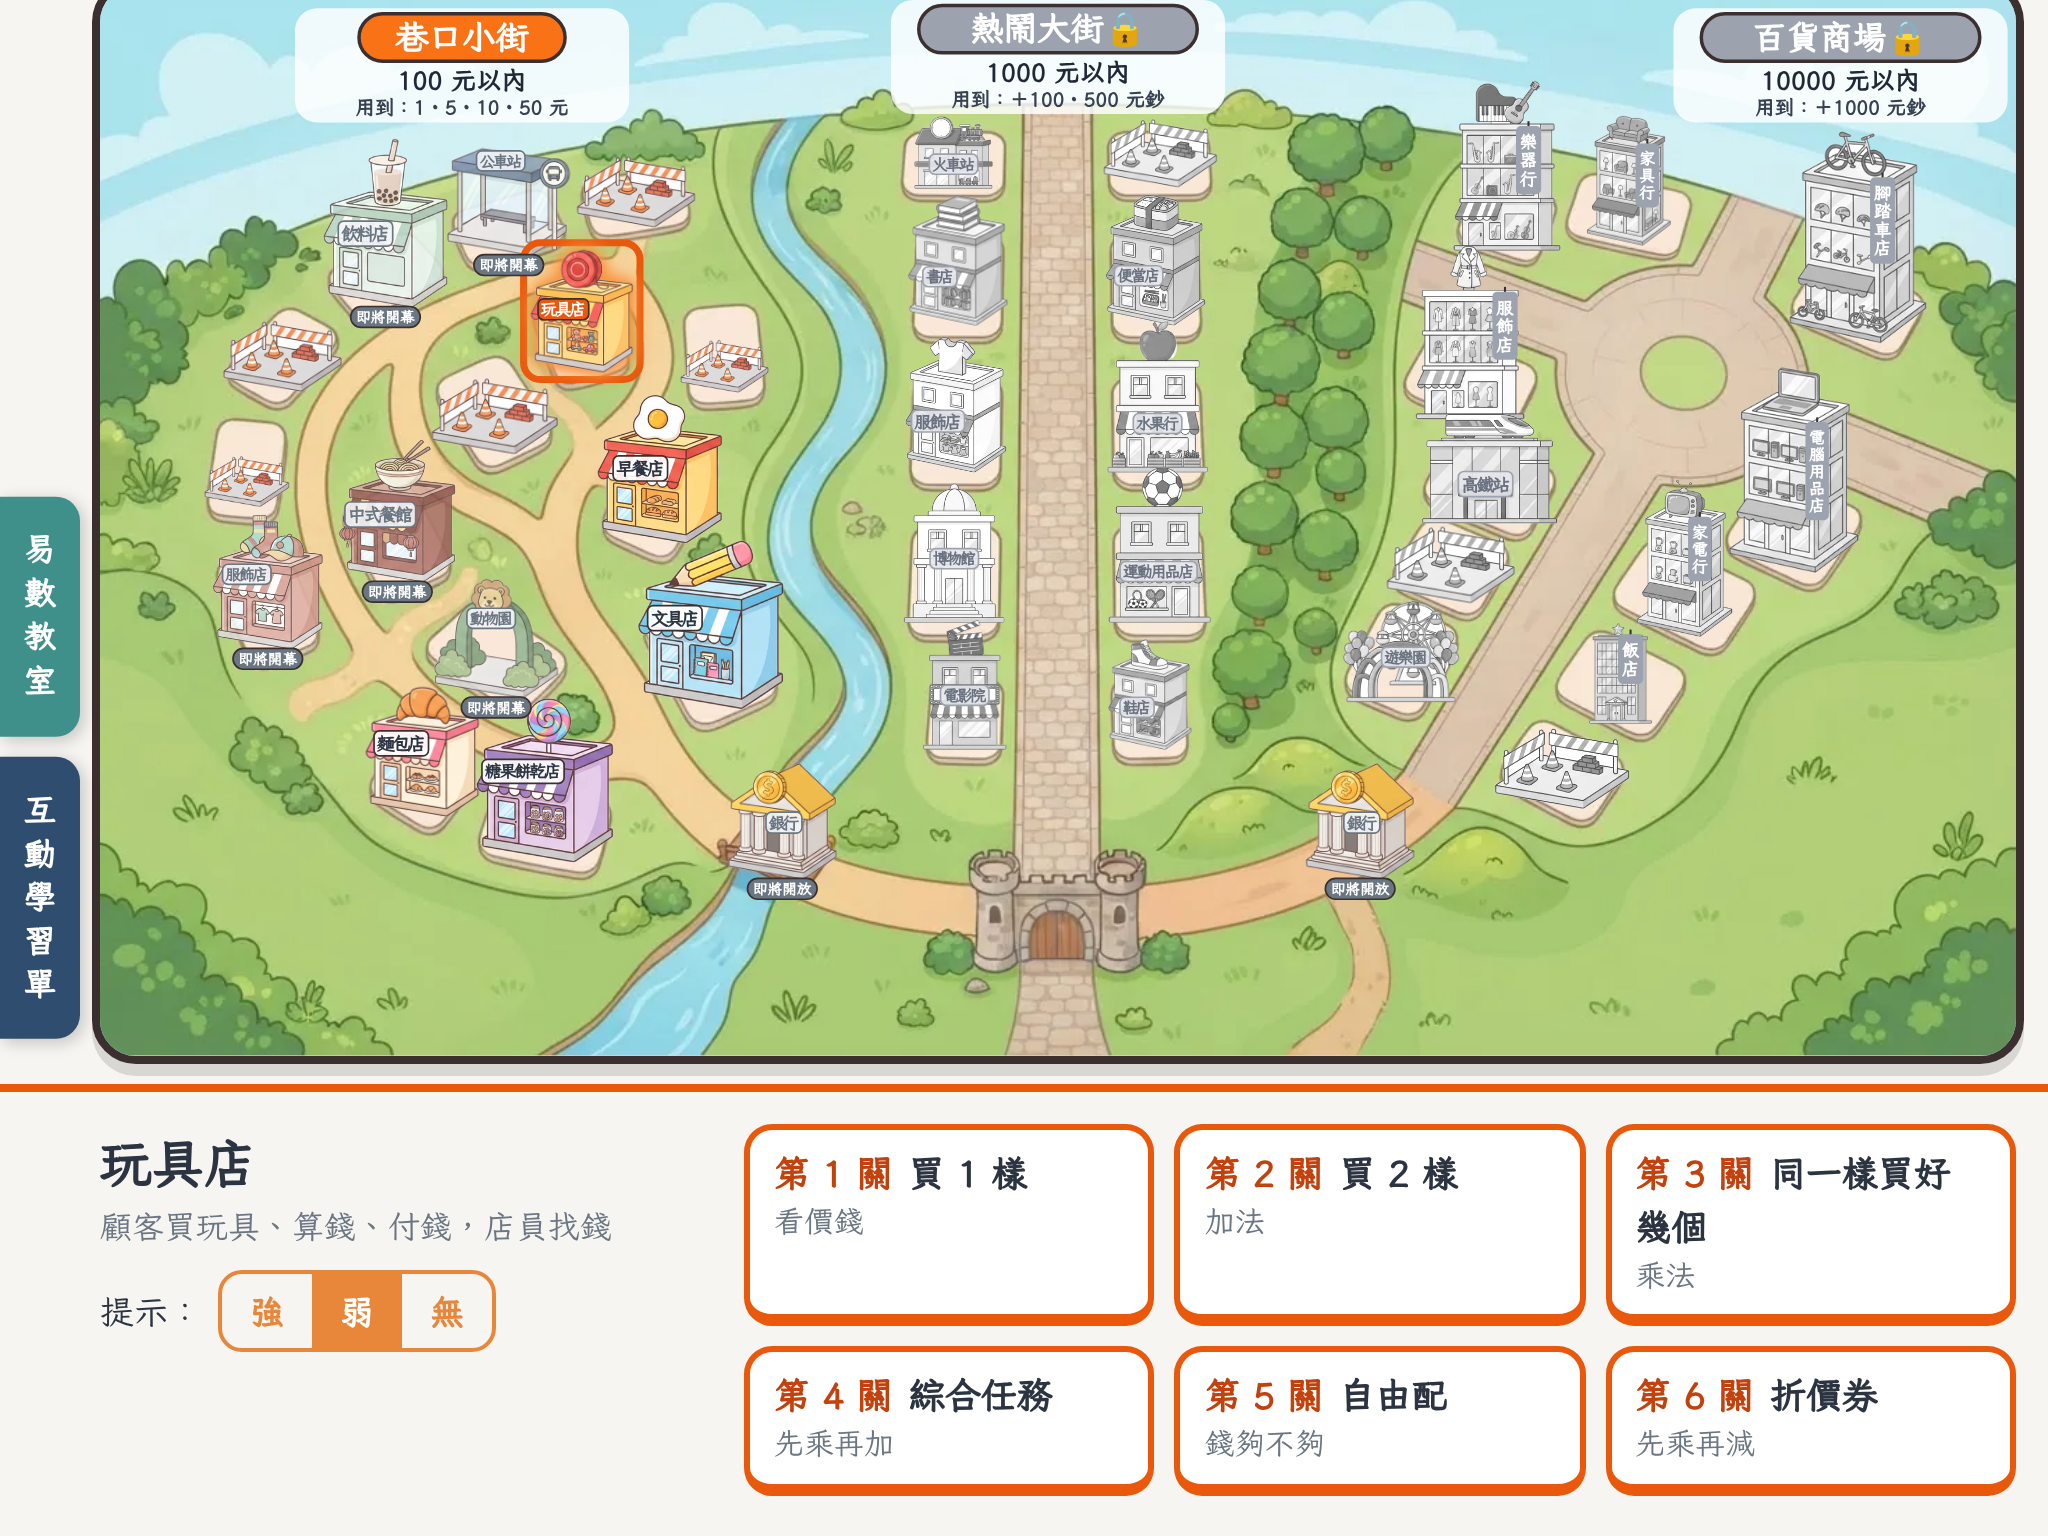 巷口小街
100 元以內
用到：1・5・10・50 元
熱鬧大街
1000 元以內
用到：＋100・500 元鈔
百貨商場
10000 元以內
用到：＋1000 元鈔
公車站
即將開幕
飲料店
即將開幕
玩具店
早餐店
中式餐館
即將開幕
服飾店
即將開幕
動物園
即將開幕
文具店
麵包店
糖果餅乾店
銀行
即將開放
火車站
書店
便當店
服飾店
水果行
博物館
運動用品店
電影院
鞋店
樂器行
家具行
腳踏車店
服飾店
高鐵站
電腦用品店
家電行
遊樂園
飯店
銀行
即將開放
易數教室
互動學習單
玩具店
顧客買玩具、算錢、付錢，店員找錢
提示：
強
弱
無
第 1 關 買 1 樣
看價錢
第 2 關 買 2 樣
加法
第 3 關 同一樣買好
幾個
乘法
第 4 關 綜合任務
先乘再加
第 5 關 自由配
錢夠不夠
第 6 關 折價券
先乘再減